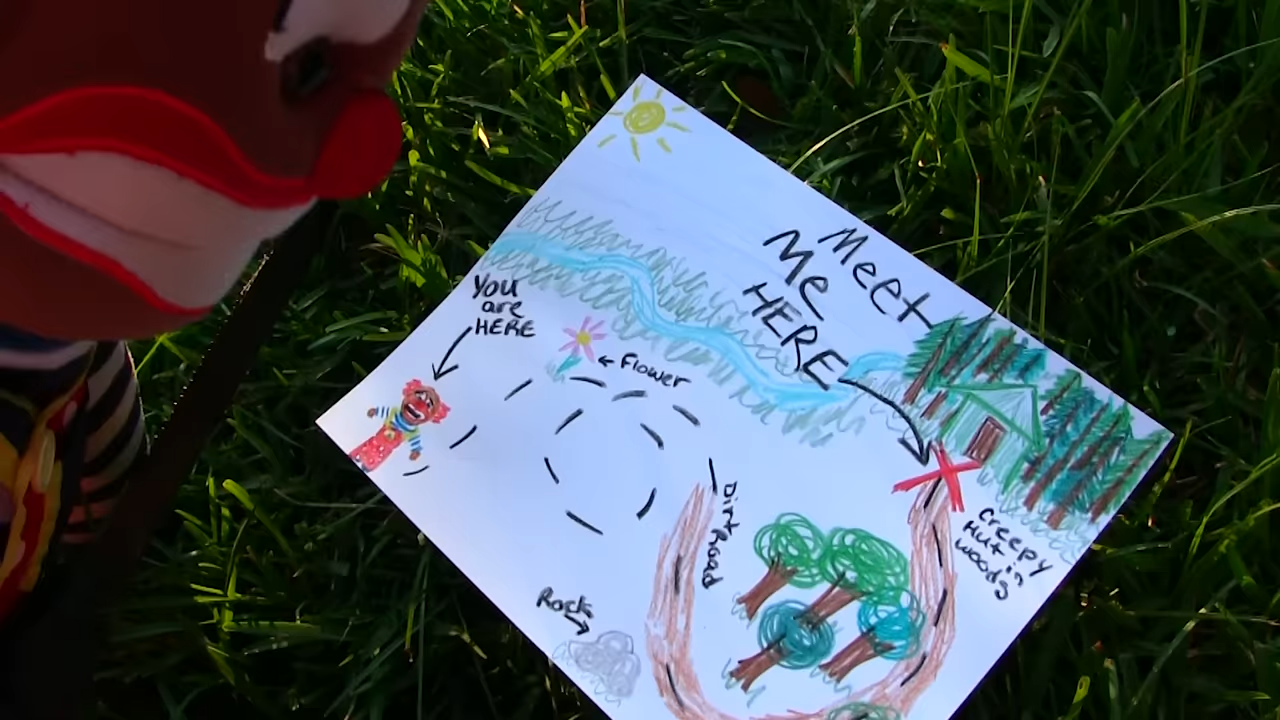 Meet
Me
HERE
You
are
HERE
← Flower
Dirt Road
Rock
Creepy
Hut in
woods